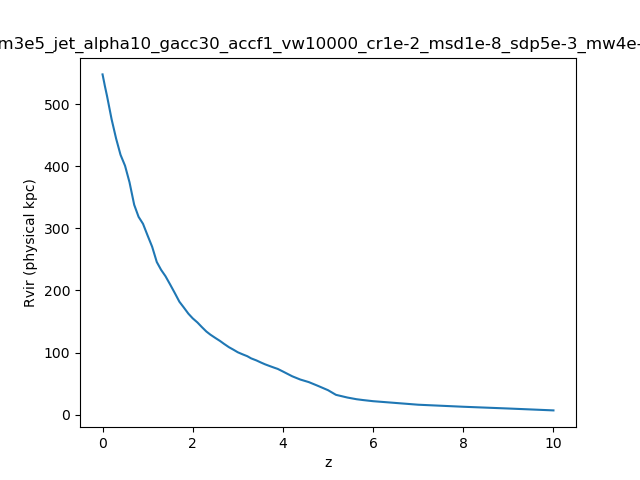 m3e5_jet_alpha10_gacc30_accf1_vw10000_cr1e-2_msd1e-8_sdp5e-3_mw4e-
Rvir (physical kpc)
500
400
300
200
100
0
0 2 4 6 8 10
z